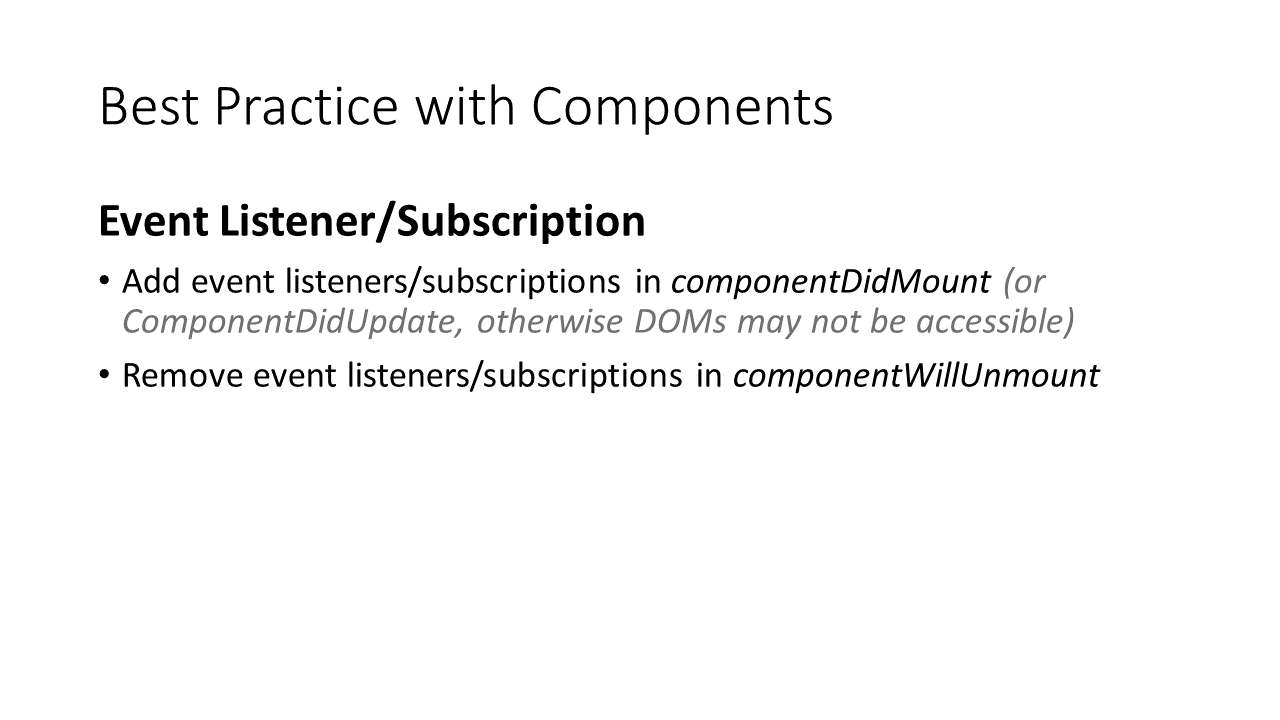 Best Practice with Components
Event Listener/Subscription
• Add event listeners/subscriptions in componentDidMount (or
ComponentDidUpdate, otherwise DOMs may not be accessible)
• Remove event listeners/subscriptions in componentWillUnmount